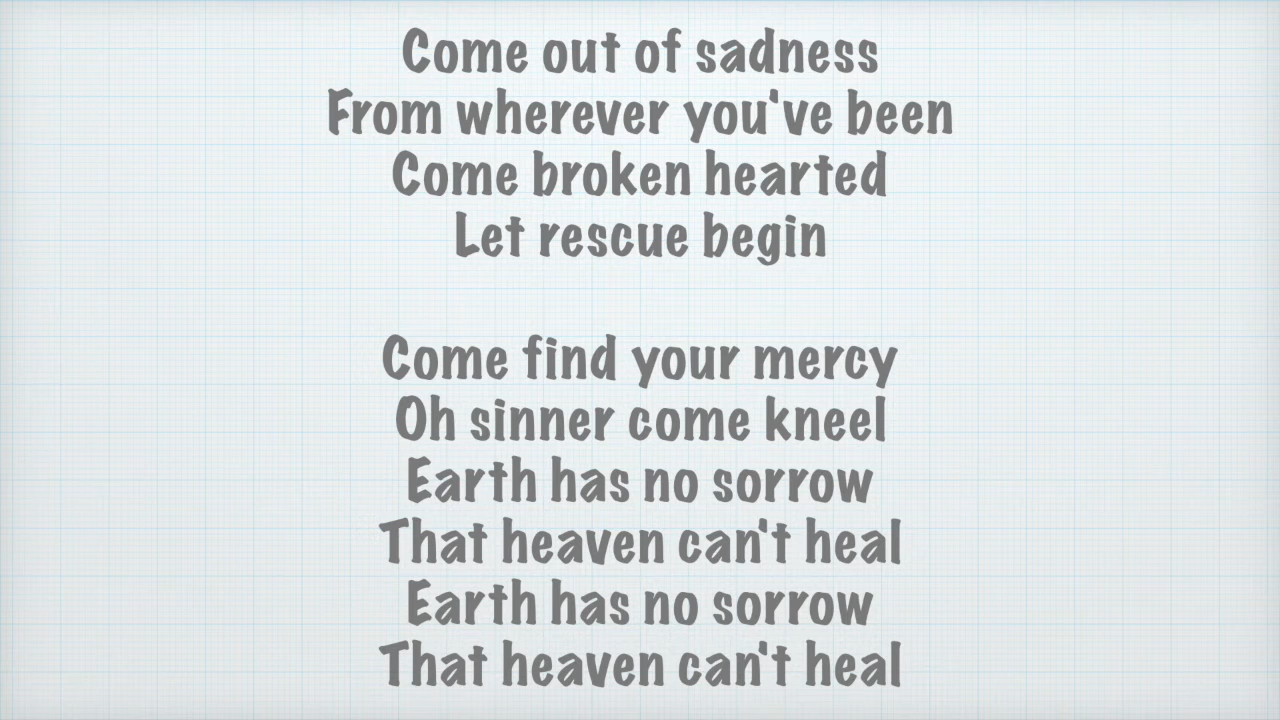 Come out of sadness
From wherever you've been
Come broken hearted
Let rescue begin
Come find your mercy
Oh sinner come kneel
Earth has no sorrow
That heaven can't heal
Earth has no sorrow
That heaven can't heal